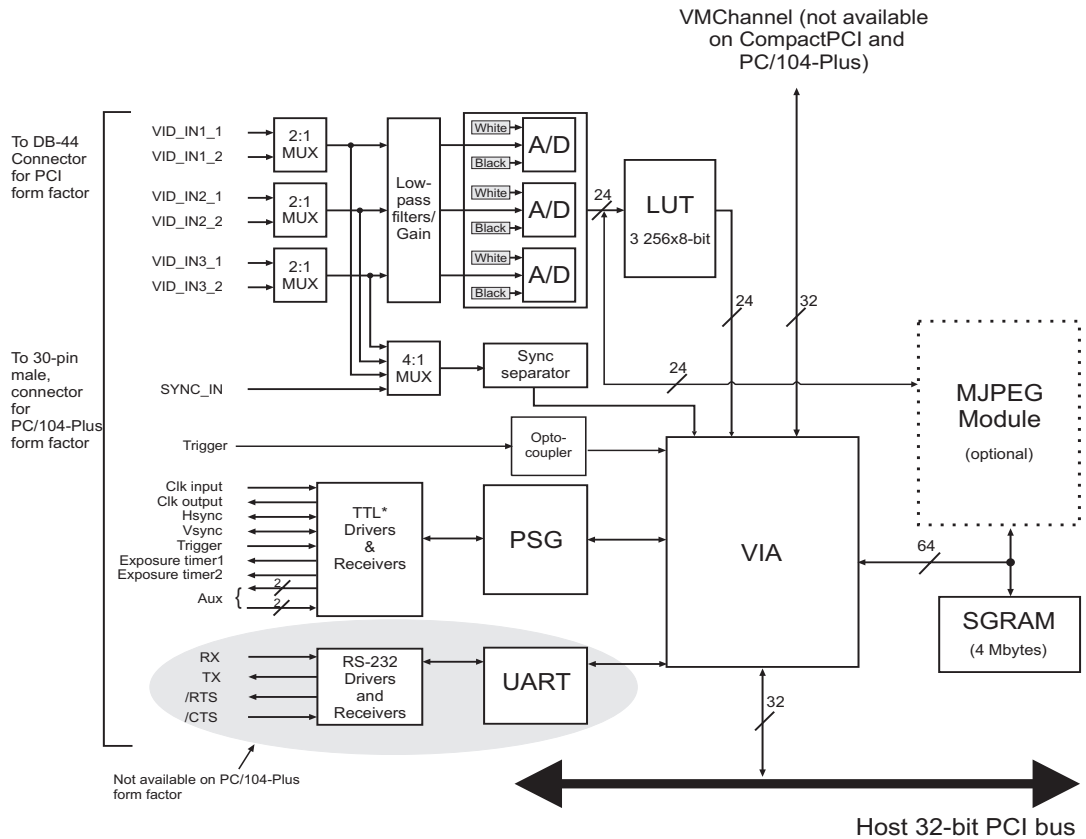 VMChannel (not available
on CompactPCI and
PC/104-Plus)
To DB-44
Connector
for PCI
form factor
VID_IN1_1
VID_IN1_2
2:1
MUX
VID_IN2_1
VID_IN2_2
2:1
MUX
VID_IN3_1
VID_IN3_2
2:1
MUX
Low-
pass
filters/
Gain
White
Black
A/D
White
Black
A/D
White
Black
A/D
24
LUT
3 256x8-bit
24
32
To 30-pin
male,
connector
for
PC/104-Plus
form factor
SYNC_IN
4:1
MUX
Sync
separator
24
MJPEG
Module
(optional)
Trigger
Opto-
coupler
Clk input
Clk output
Hsync
Vsync
Trigger
Exposure timer1
Exposure timer2
Aux {
2
2
TTL*
Drivers
&
Receivers
PSG
VIA
64
SGRAM
(4 Mbytes)
RX
TX
/RTS
/CTS
RS-232
Drivers
and
Receivers
UART
32
Not available on PC/104-Plus
form factor
Host 32-bit PCI bus